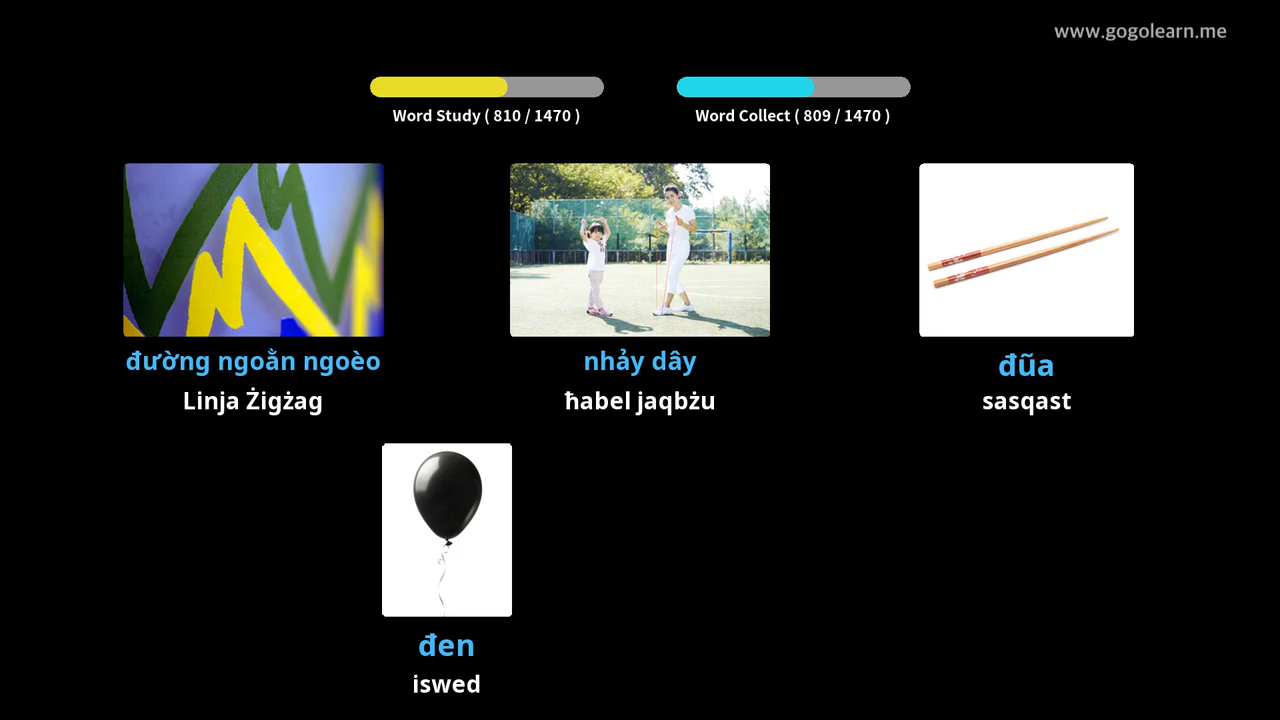 www.gogolearn.me
Word Study ( 810 / 1470 )
Word Collect ( 809 / 1470 )
đường ngoằn ngoèo
Linja Żigżag
nhảy dây
ħabel jaqbżu
đũa
sasqast
đen
iswed